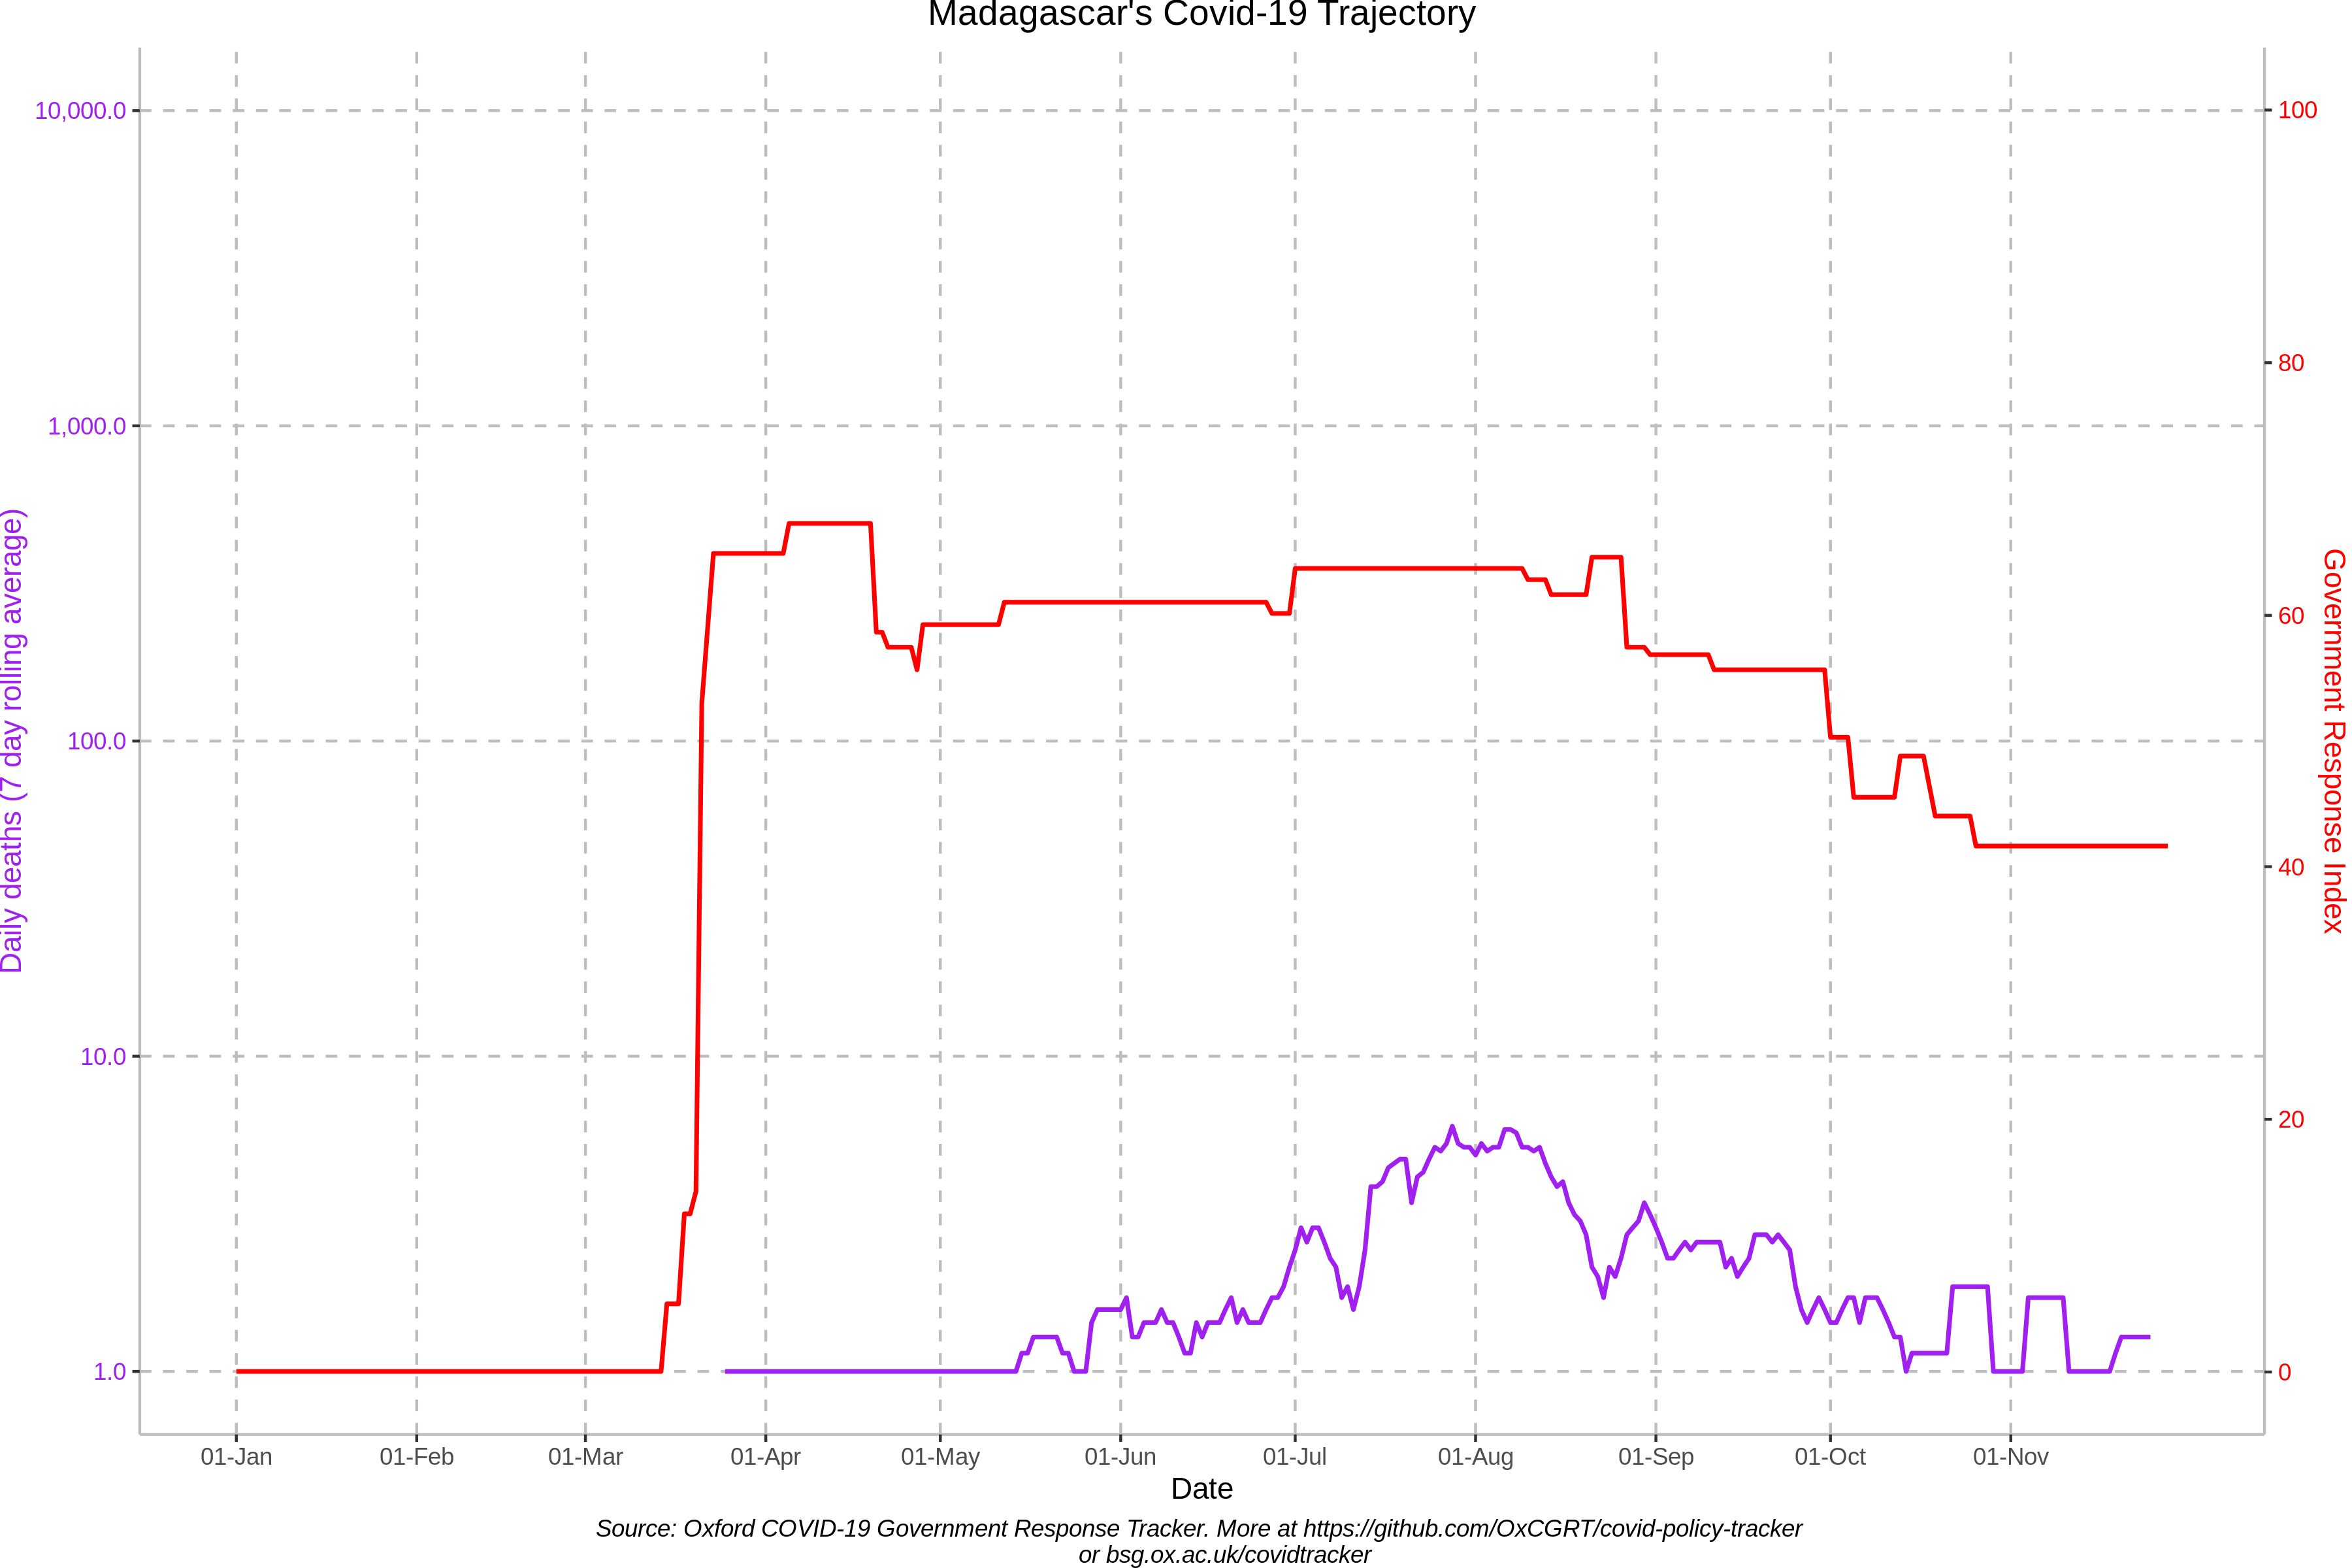 Madagascar's Covid-19 Trajectory
10,000.0
1,000.0
100.0
10.0
1.0
Daily deaths (7 day rolling average)
100
80
60
40
20
0
Government Response Index
01-Jan 01-Feb 01-Mar 01-Apr 01-May 01-Jun 01-Jul 01-Aug 01-Sep 01-Oct 01-Nov
Date
Source: Oxford COVID-19 Government Response Tracker. More at https://github.com/OxCGRT/covid-policy-tracker
or bsg.ox.ac.uk/covidtracker